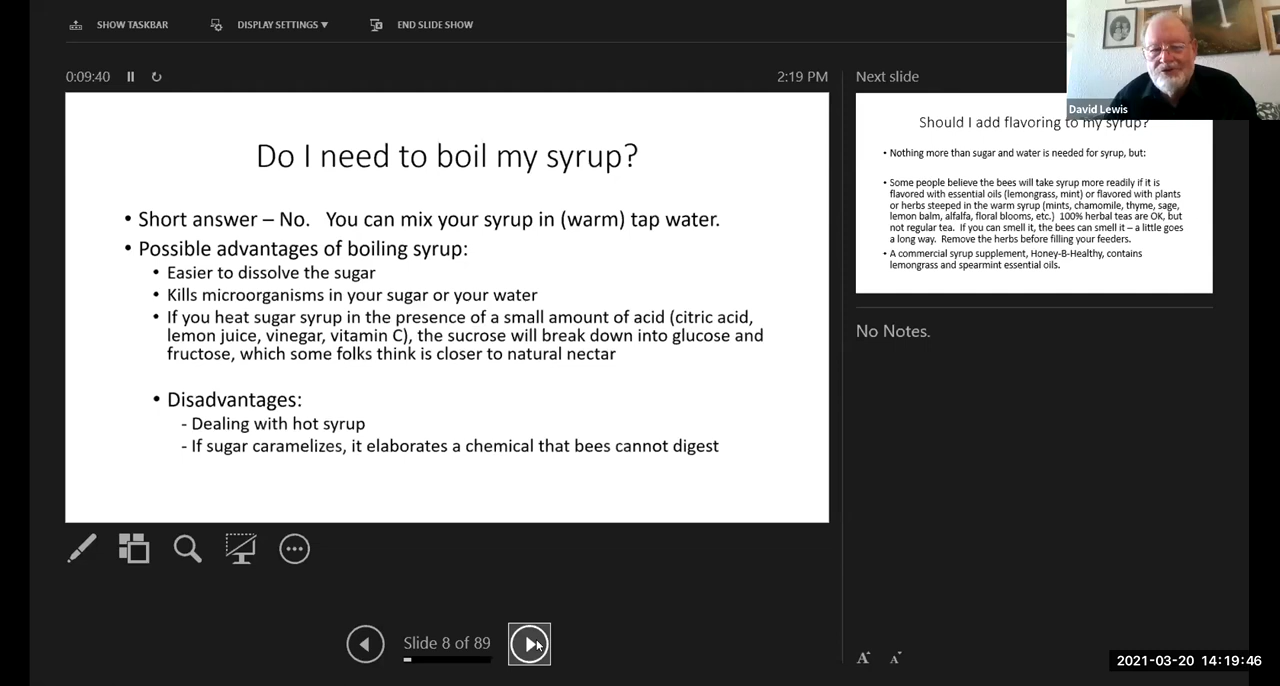 SHOW TASKBAR
DISPLAY SETTINGS ▼
END SLIDE SHOW
0:09:40
2:19 PM
Do I need to boil my syrup?
• Short answer – No. You can mix your syrup in (warm) tap water.
• Possible advantages of boiling syrup:
• Easier to dissolve the sugar
• Kills microorganisms in your sugar or your water
• If you heat sugar syrup in the presence of a small amount of acid (citric acid,
lemon juice, vinegar, vitamin C), the sucrose will break down into glucose and
fructose, which some folks think is closer to natural nectar
• Disadvantages:
- Dealing with hot syrup
- If sugar caramelizes, it elaborates a chemical that bees cannot digest
Slide 8 of 89
Next slide
David Lewis
Should I add flavoring to my syrup?
• Nothing more than sugar and water is needed for syrup, but:
• Some people believe the bees will take syrup more readily if it is
flavored with essential oils (lemongrass, mint) or flavored with plants
or herbs steeped in the warm syrup (mints, chamomile, thyme, sage,
lemon balm, alfalfa, floral blooms, etc.) 100% herbal teas are OK, but
not regular tea. If you can smell it, the bees can smell it – a little goes
a long way. Remove the herbs before filling your feeders.
• A commercial syrup supplement, Honey-B-Healthy, contains
lemongrass and spearmint essential oils.
No Notes.
A A
2021-03-20 14:19:46